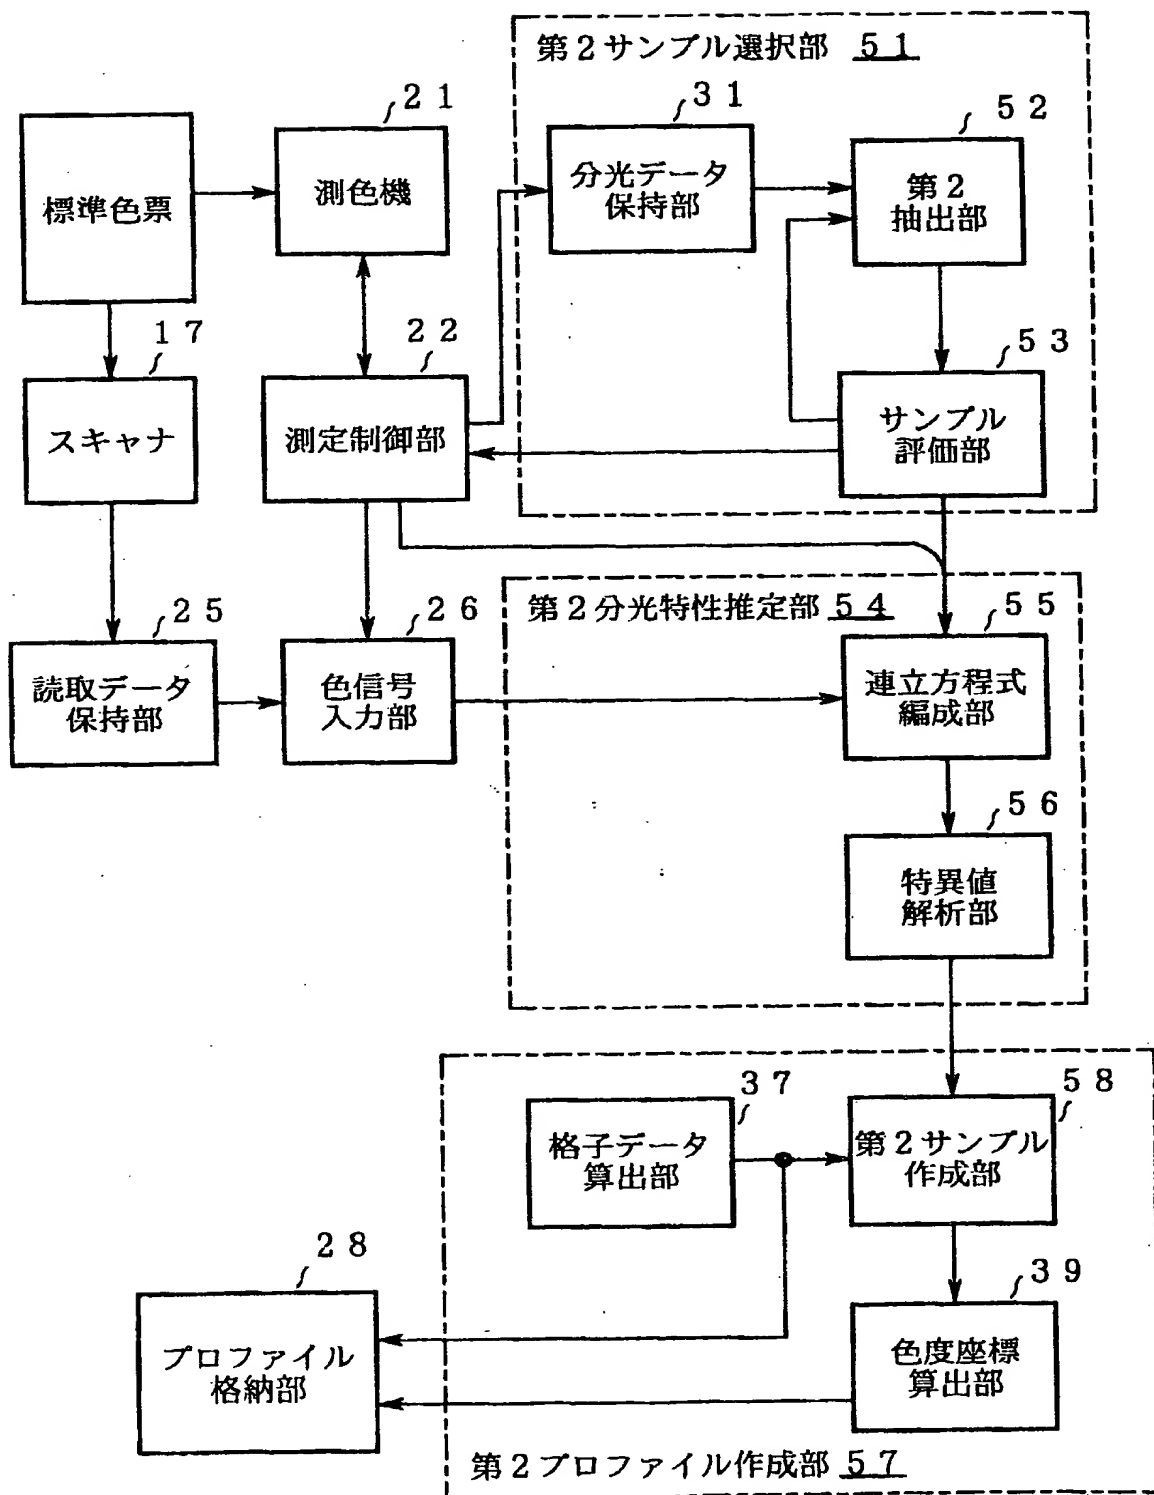 第2サンプル選択部 51
21
31
52
標準色票
測色機
分光データ
保持部
第2
抽出部
17
22
53
スキャナ
測定制御部
サンプル
評価部
第2分光特性推定部 54
25
26
55
読取データ
保持部
色信号
入力部
連立方程式
編成部
56
特異値
解析部
37
58
格子データ
算出部
第2サンプル
作成部
28
39
プロファイル
格納部
色度座標
算出部
第2プロファイル作成部 57